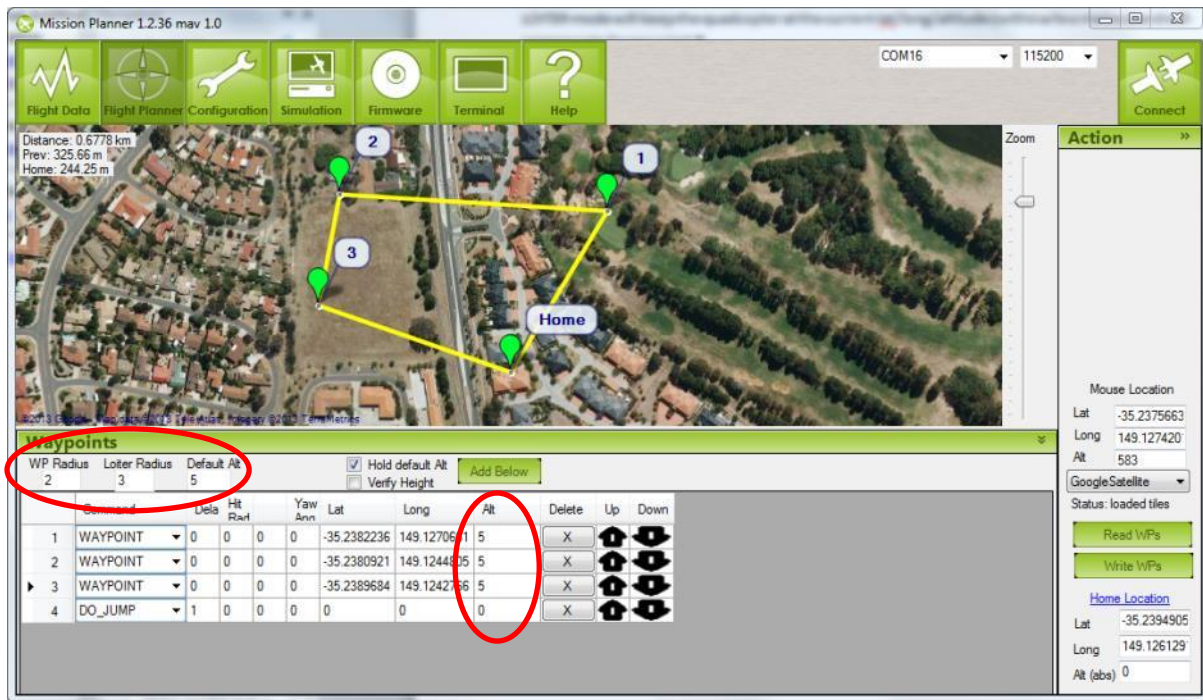 Mission Planner 1.2.36 mav 1.0
COM16 115200
Flight Data Flight Planner Configuration Simulation Firmware Terminal Help Connect
Distance: 0.6778 km
Prev: 325.66 m
Home: 244.25 m
2
1
3
Home
Zoom
Action
Mouse Location
Lat -35.2375663
Long 149.127420
Alt 583
GoogleSatellite
Status: loaded tiles
Read WPs
Write WPs
Home Location
Lat -35.2394905
Long 149.126129
Alt (abs) 0
Waypoints
WP Radius Loiter Radius Default Alt
2 3 5
Hold default Alt
Verify Height
Add Below
Command Dela Hit Rad Yaw Ang Lat Long Alt Delete Up Down
1 WAYPOINT 0 0 0 0 -35.2382236 5 X
2 WAYPOINT 0 0 0 0 -35.2380921 5 X
3 WAYPOINT 0 0 0 0 -35.2389684 5 X
4 DO_JUMP 1 0 0 0 0 0 0 X